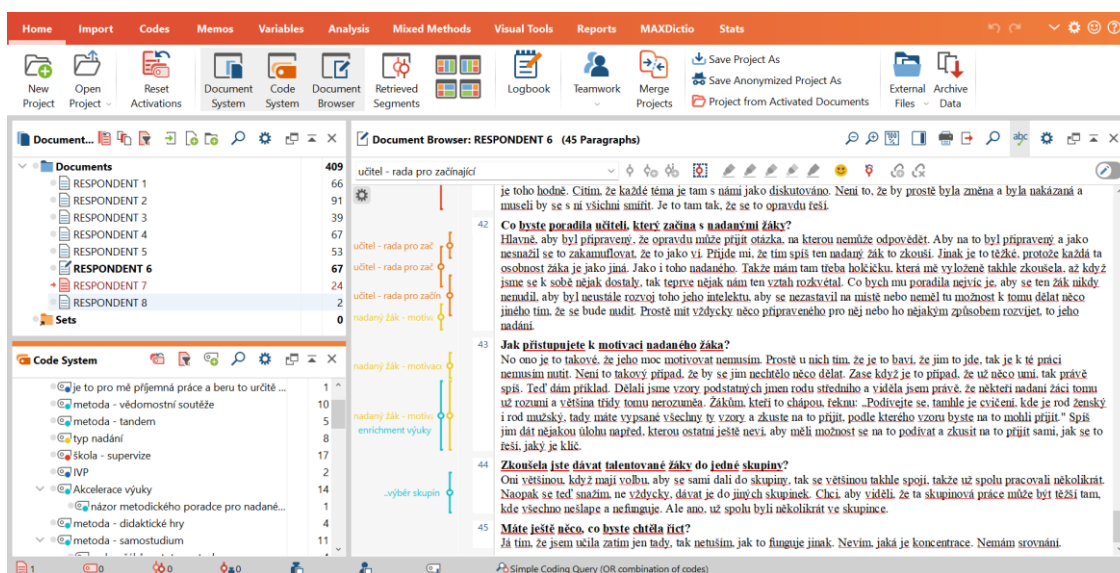 Home Import Codes Memos Variables Analysis Mixed Methods Visual Tools Reports MAXDictio Stats
New Project
Open Project
Reset Activations
Document System
Code System
Document Browser
Retrieved Segments
Logbook
Teamwork
Merge Projects
Save Project As
Save Anonymized Project As
Project from Activated Documents
External Files
Archive Data
Document...
Documents 409
RESPONDENT 1 66
RESPONDENT 2 91
RESPONDENT 3 39
RESPONDENT 4 67
RESPONDENT 5 53
RESPONDENT 6 67
RESPONDENT 7 24
RESPONDENT 8 2
Sets 0
Code System
je to pro mě příjemná práce a beru to určitě ... 1
metoda - vědomostní soutěže 10
metoda - tandem 5
typ nadání 8
škola - supervize 17
IVP 2
Akcelerace výuky 14
názor metodického poradce pro nadané... 1
metoda - didaktické hry 4
metoda - samostudium 11
Document Browser: RESPONDENT 6 (45 Paragraphs)
učitel - rada pro začínající
je toho hodně. Cítím, že každé téma je tam s námi jako diskutováno. Není to, že by prostě byla změna a byla nakázaná a
museli by se s ní všichni smířit. Je to tam tak, že se to opravdu řeší.
42 Co byste poradila učiteli, který začíná s nadanými žáky?
Hlavně, aby byl připravený, že opravdu může přijít otázka, na kterou nemůže odpovědět. Aby na to byl připravený a jako
nesnažil se to zakamuflovat, že to jako ví. Přijde mi, že tím spíš ten nadaný žák to zkouší. Jinak je to těžké, protože každá ta
osobnost žáka je jako jiná. Jako i toho nadaného. Takže mám tam třeba holčičku, která mě vyloženě takhle zkoušela, až když
jsme se k sobě nějak dostaly, tak teprve nějak nám ten vztah rozkvétal. Co bych mu poradila nejvíc je, aby se ten žák nikdy
nenudil, aby byl neustále rozvoj toho jeho intelektu, aby se nezastavil na místě nebo neměl tu možnost k tomu dělat něco
jiného tím, že se bude nudit. Prostě mít vždycky něco připraveného pro něj nebo ho nějakým způsobem rozvíjet, to jeho
nadání.
učitel - rada pro zač
učitel - rada pro zač
učitel - rada pro začín
nadaný žák - motiva
43 Jak přistupujete k motivaci nadaného žáka?
No ono je to takové, že jeho moc motivovat nemusím. Prostě u nich tím, že je to baví, že jim to jde, tak je k té práci
nemusím nutit. Není to takový případ, že by se jim nechtělo něco dělat. Zase když je to případ, že už něco umí, tak právě
spíš. Teď dám příklad. Dělali jsme vzory podstatných jmen rodu středního a viděla jsem právě, že někteří nadaní žáci tomu
už rozumí a většina třídy tomu nerozuměla. Žákům, kteří to chápou, řeknu: „Podívejte se, tamhle je cvičení, kde je rod ženský
i rod mužský, tady máte vypsané všechny ty vzory a zkuste na to přijít, podle kterého vzoru byste na to mohli přijít.“ Spíš
jim dát nějakou úlohu napřed, kterou ostatní ještě neví, aby měli možnost se na to podívat a zkusit na to přijít sami, jak se to
řeší, jaký je klíč.
nadaný žák - motivac
nadaný žák - motiva
enrichment výuky
44 Zkoušela jste dávat talentované žáky do jedné skupiny?
Oni většinou, když mají volbu, aby se sami dali do skupiny, tak se většinou takhle spojí, takže už spolu pracovali několikrát.
Naopak se teď snažím, ne vždycky, dávat je do jiných skupinek. Chci, aby viděli, že ta skupinová práce může být těžší tam,
kde všechno nešlape a nefunguje. Ale ano, už spolu byli několikrát ve skupince.
..výběr skupin
45 Máte ještě něco, co byste chtěla říct?
Já tím, že jsem učila zatím jen tady, tak netuším, jak to funguje jinak. Nevím, jaká je koncentrace. Nemám srovnání.
1 0 0 0
Simple Coding Query (OR combination of codes)